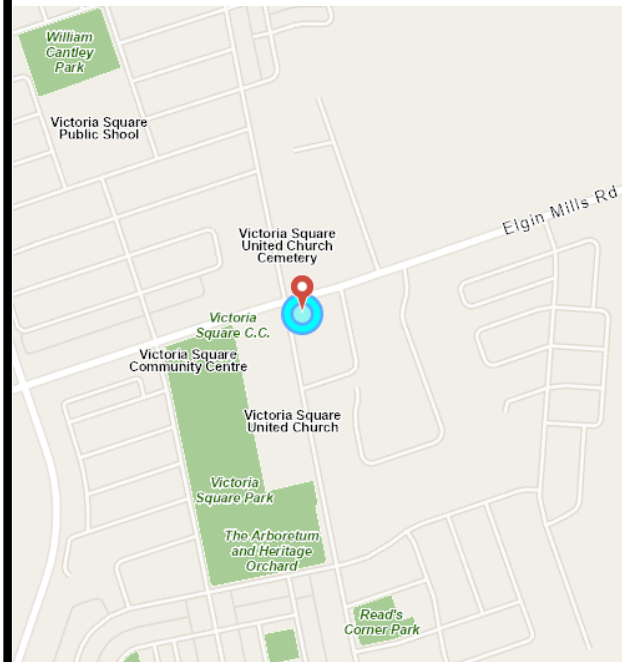 William
Cantley
Park
Victoria Square
Public Shool
Elgin Mills Rd
Victoria Square
United Church
Cemetery
Victoria
Square C.C.
Victoria Square
Community Centre
Victoria Square
United Church
Victoria
Square Park
The Arboretum
and Heritage
Orchard
Read's
Corner Park